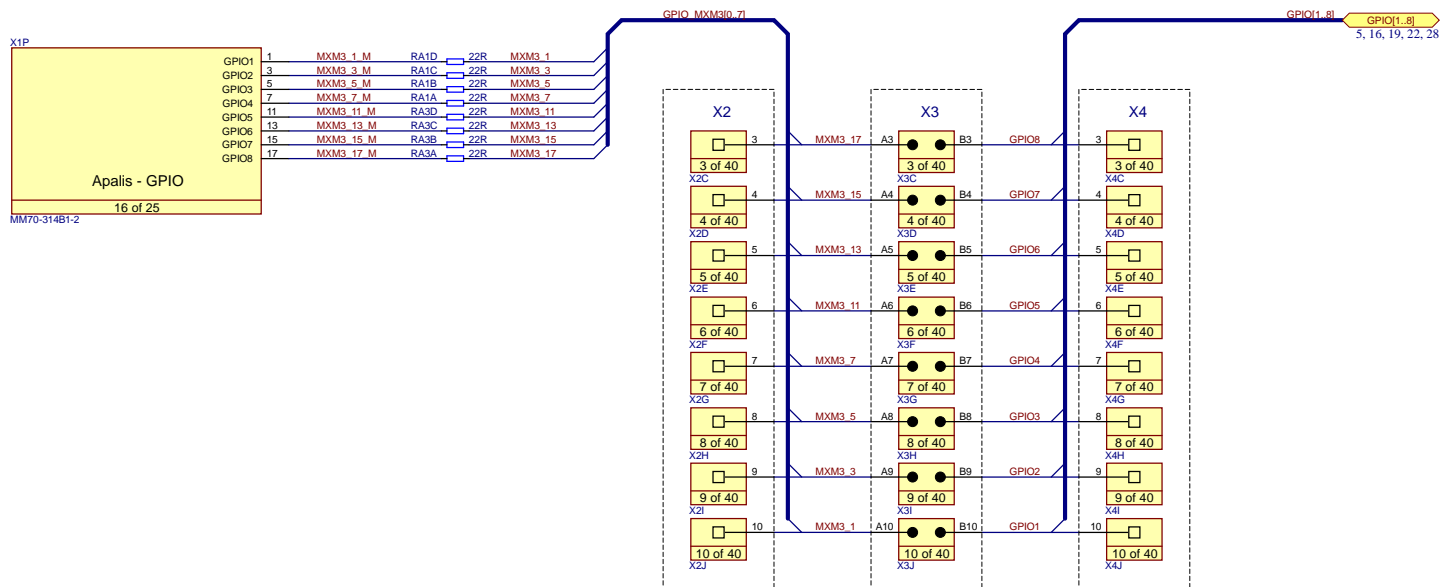 GPIO_MXM3[0..7]
GPIO[1..8]
GPIO[1..8]
5, 16, 19, 22, 28
X1P
GPIO1 1 MXM3_1_M RA1D 22R MXM3_1
GPIO2 3 MXM3_3_M RA1C 22R MXM3_3
GPIO3 5 MXM3_5_M RA1B 22R MXM3_5
GPIO4 7 MXM3_7_M RA1A 22R MXM3_7
GPIO5 11 MXM3_11_M RA3D 22R MXM3_11
GPIO6 13 MXM3_13_M RA3C 22R MXM3_13
GPIO7 15 MXM3_15_M RA3B 22R MXM3_15
GPIO8 17 MXM3_17_M RA3A 22R MXM3_17
Apalis - GPIO
16 of 25
MM70-314B1-2
X2 X3 X4
3 MXM3_17 A3 B3 GPIO8 3
3 of 40 3 of 40 3 of 40
X2C X3C X4C
4 MXM3_15 A4 B4 GPIO7 4
4 of 40 4 of 40 4 of 40
X2D X3D X4D
5 MXM3_13 A5 B5 GPIO6 5
5 of 40 5 of 40 5 of 40
X2E X3E X4E
6 MXM3_11 A6 B6 GPIO5 6
6 of 40 6 of 40 6 of 40
X2F X3F X4F
7 MXM3_7 A7 B7 GPIO4 7
7 of 40 7 of 40 7 of 40
X2G X3G X4G
8 MXM3_5 A8 B8 GPIO3 8
8 of 40 8 of 40 8 of 40
X2H X3H X4H
9 MXM3_3 A9 B9 GPIO2 9
9 of 40 9 of 40 9 of 40
X2I X3I X4I
10 MXM3_1 A10 B10 GPIO1 10
10 of 40 10 of 40 10 of 40
X2J X3J X4J